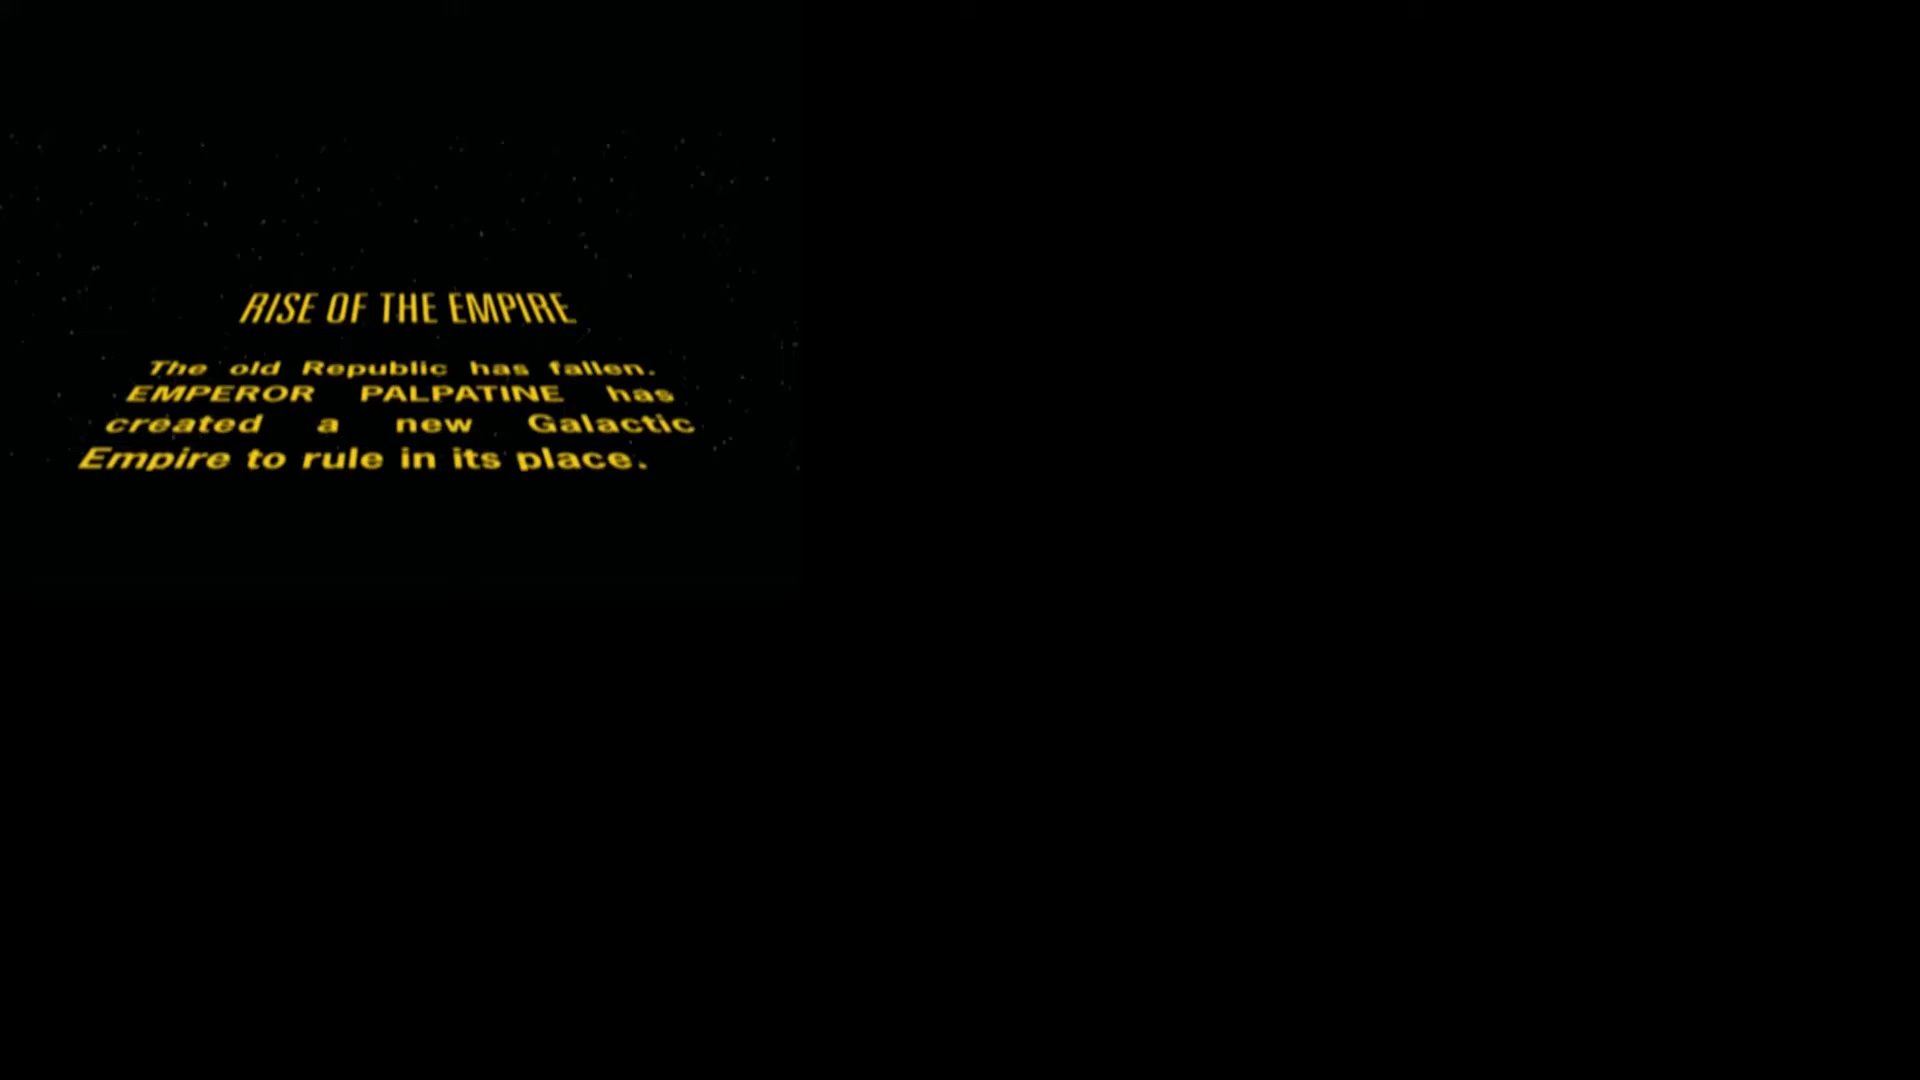 RISE OF THE EMPIRE
The old Republic has fallen.
EMPEROR PALPATINE has
created a new Galactic
Empire to rule in its place.